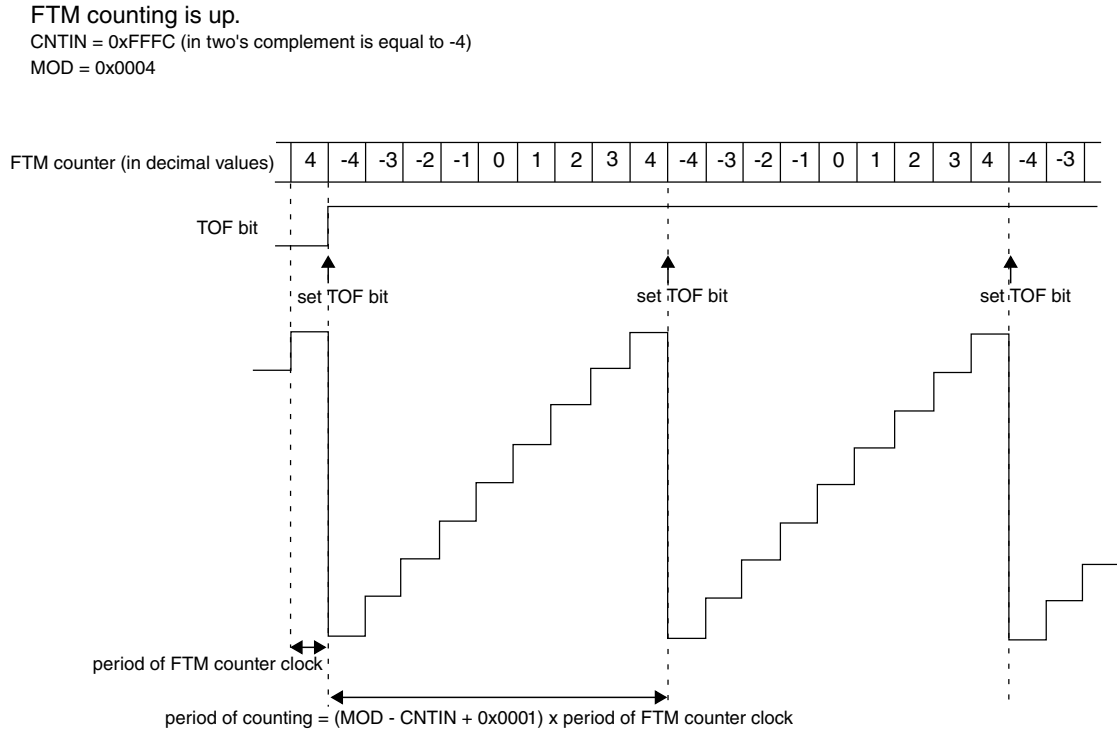 FTM counting is up.
CNTIN = 0xFFFC (in two's complement is equal to -4)
MOD = 0x0004
FTM counter (in decimal values) 4 -4 -3 -2 -1 0 1 2 3 4 -4 -3 -2 -1 0 1 2 3 4 -4 -3
TOF bit
set TOF bit set TOF bit set TOF bit
period of FTM counter clock
period of counting = (MOD - CNTIN + 0x0001) x period of FTM counter clock